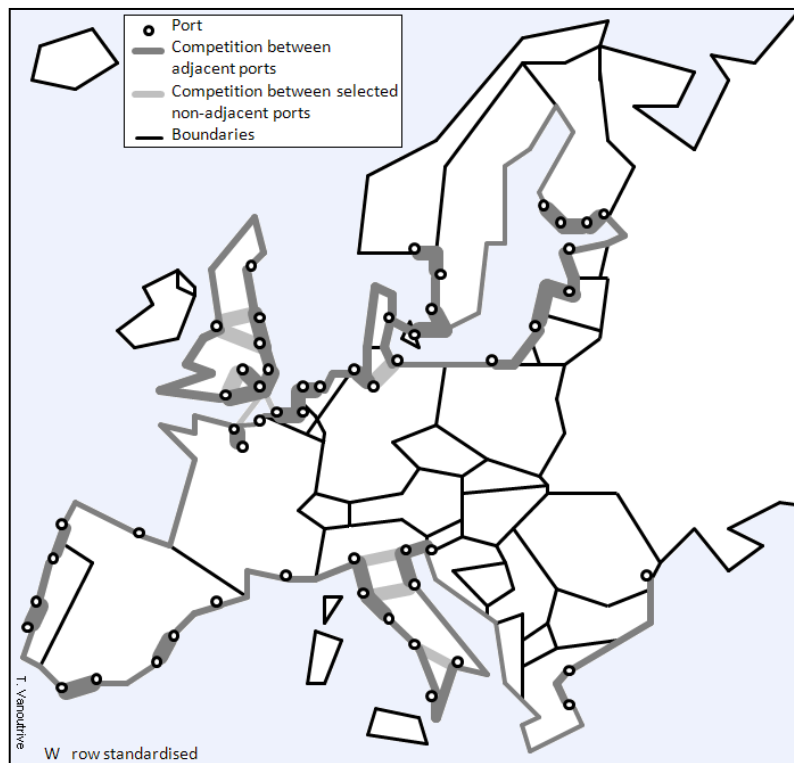 Port
Competition between
adjacent ports
Competition between selected
non-adjacent ports
Boundaries
T. Vanoutrive
W row standardised